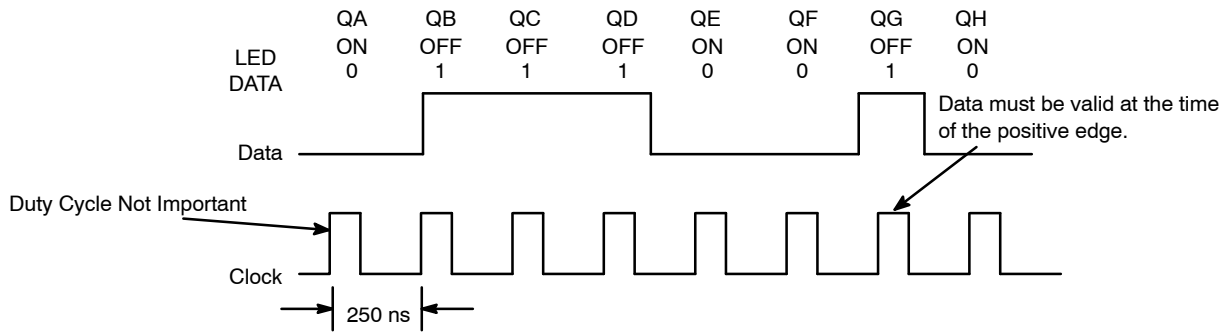 QA QB QC QD QE QF QG QH
ON OFF OFF OFF ON ON OFF ON
LED
0 1 1 1 0 0 1 0
DATA
Data must be valid at the time
of the positive edge.
Data
Duty Cycle Not Important
Clock
250 ns